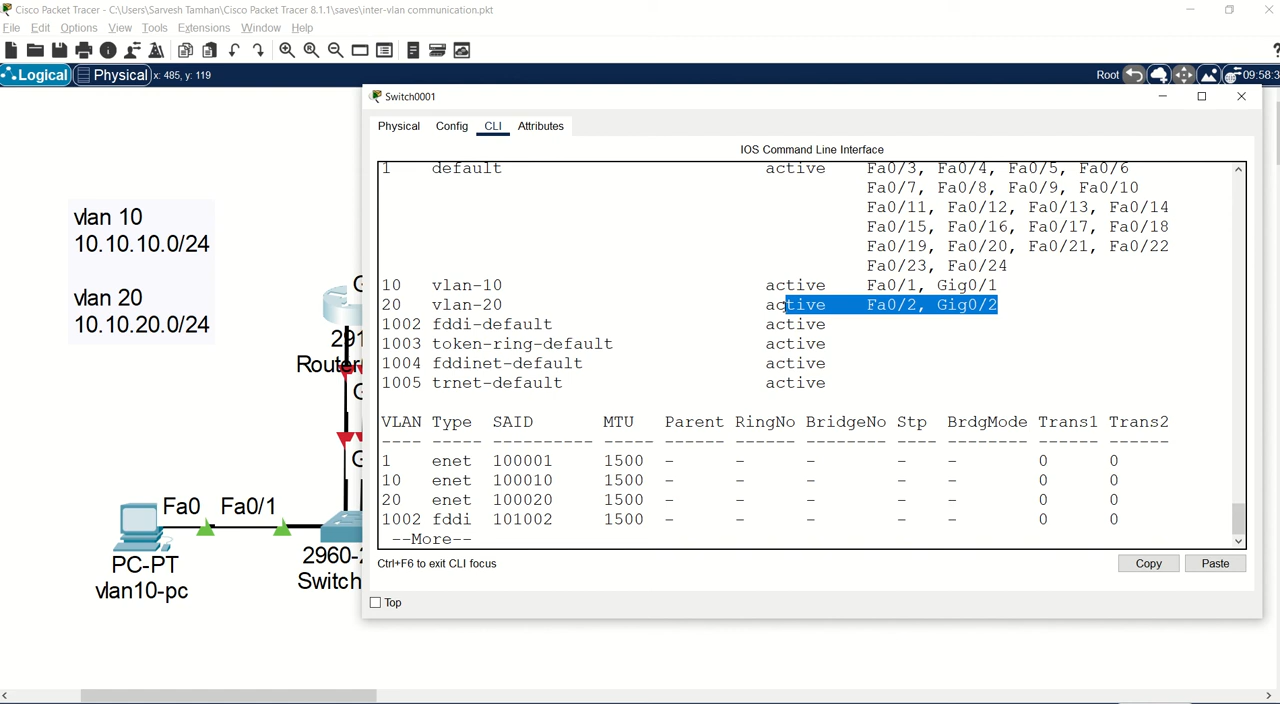 Cisco Packet Tracer - C:\Users\Sarvesh Tamhan\Cisco Packet Tracer 8.1.1\saves\inter-vlan communication.pkt
File Edit Options View Tools Extensions Window Help
Logical Physical x: 485, y: 119 Root 09:58:3
Switch0001
Physical Config CLI Attributes
IOS Command Line Interface
1 default active Fa0/3, Fa0/4, Fa0/5, Fa0/6
Fa0/7, Fa0/8, Fa0/9, Fa0/10
Fa0/11, Fa0/12, Fa0/13, Fa0/14
Fa0/15, Fa0/16, Fa0/17, Fa0/18
Fa0/19, Fa0/20, Fa0/21, Fa0/22
Fa0/23, Fa0/24
10 vlan-10 active Fa0/1, Gig0/1
20 vlan-20 active Fa0/2, Gig0/2
1002 fddi-default active
1003 token-ring-default active
1004 fddinet-default active
1005 trnet-default active
VLAN Type SAID MTU Parent RingNo BridgeNo Stp BrdgMode Trans1 Trans2
---- ----- ---------- ----- ------ ------ -------- ---- -------- ------ ------
1 enet 100001 1500 - - - - - 0 0
10 enet 100010 1500 - - - - - 0 0
20 enet 100020 1500 - - - - - 0 0
1002 fddi 101002 1500 - - - - - 0 0
--More--
Ctrl+F6 to exit CLI focus
Copy Paste
Top
vlan 10
10.10.10.0/24
vlan 20
10.10.20.0/24
G
291
Router
G
G
Fa0 Fa0/1
PC-PT
vlan10-pc
2960-2
Switch